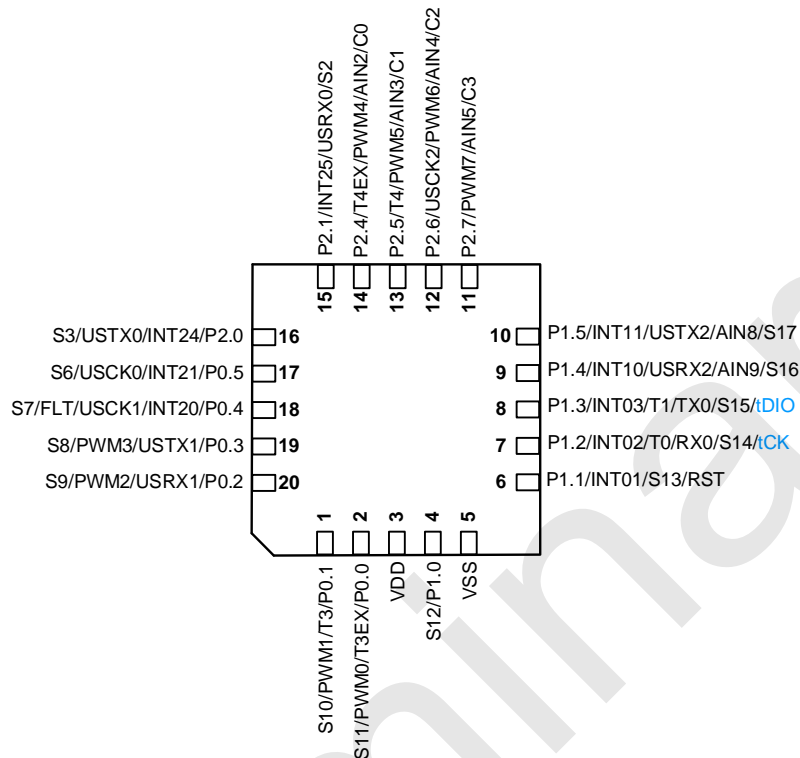 P2.1/INT25/USRX0/S2
P2.4/T4EX/PWM4/AIN2/C0
P2.5/T4/PWM5/AIN3/C1
P2.6/USCK2/PWM6/AIN4/C2
P2.7/PWM7/AIN5/C3
15
14
13
12
11
S3/USTX0/INT24/P2.0
16
S6/USCK0/INT21/P0.5
17
S7/FLT/USCK1/INT20/P0.4
18
S8/PWM3/USTX1/P0.3
19
S9/PWM2/USRX1/P0.2
20
10
P1.5/INT11/USTX2/AIN8/S17
9
P1.4/INT10/USRX2/AIN9/S16
8
P1.3/INT03/T1/TX0/S15/tDIO
7
P1.2/INT02/T0/RX0/S14/tCK
6
P1.1/INT01/S13/RST
1
2
3
4
5
S10/PWM1/T3/P0.1
S11/PWM0/T3EX/P0.0
VDD
S12/P1.0
VSS